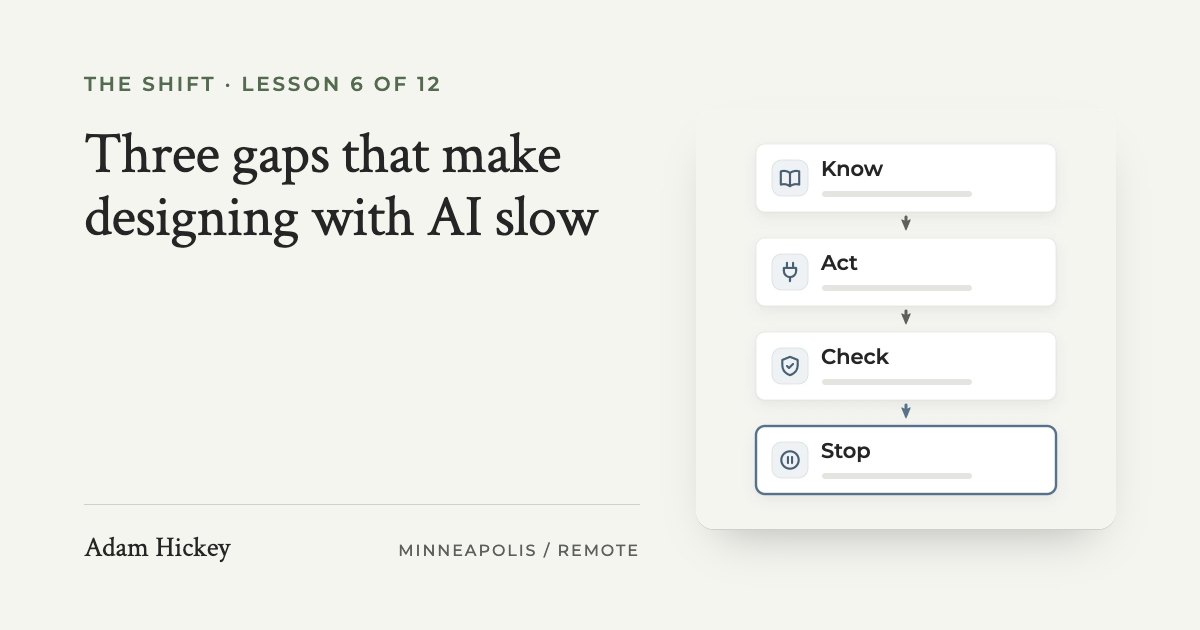 THE SHIFT · LESSON 6 OF 12
Three gaps that make
designing with AI slow
Adam Hickey
MINNEAPOLIS / REMOTE
Know
Act
Check
Stop